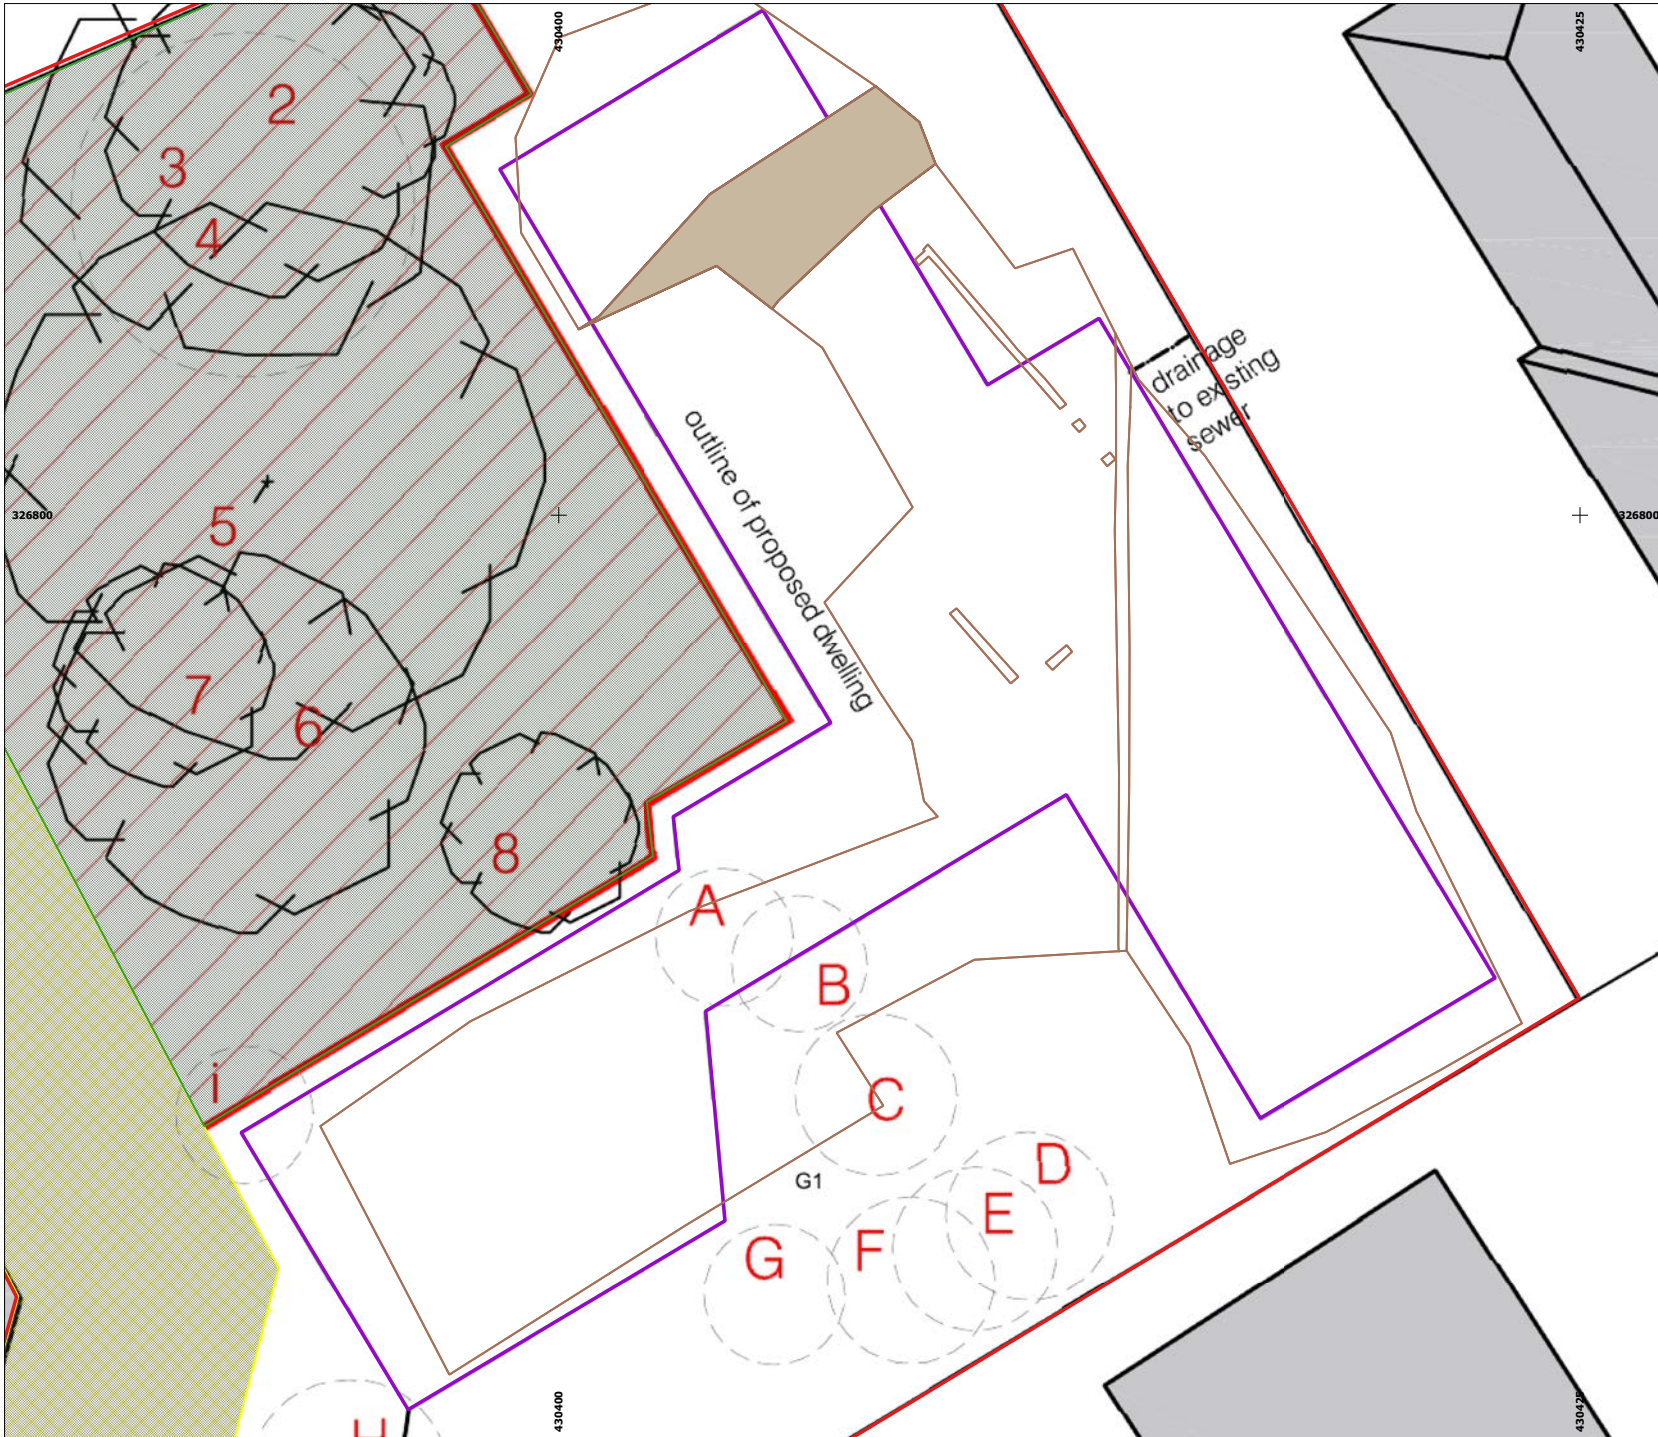 430400
430425
2
3
4
drainage
to existing
sewer
outline of proposed dwelling
326800
326800
5
7
6
8
A
B
i
C
D
G1
E
F
G
H
430400
430425